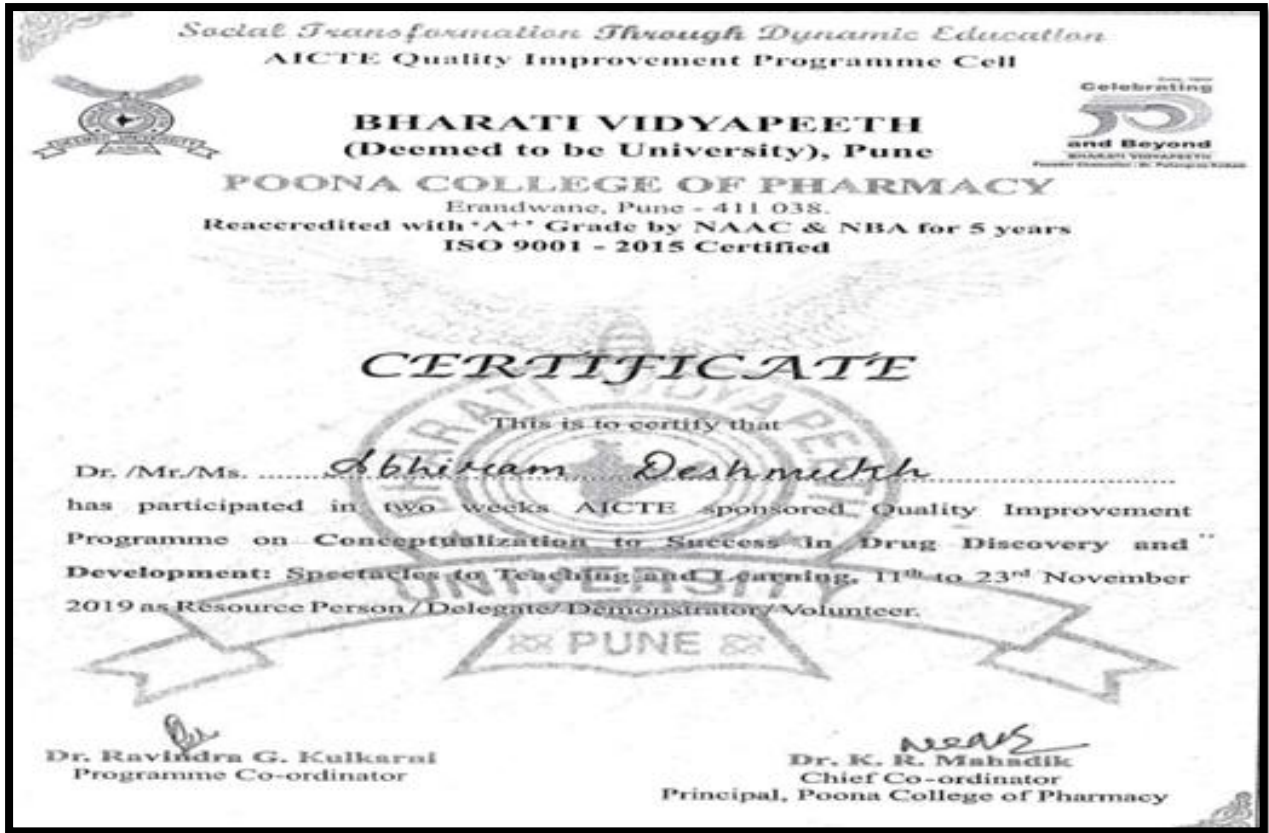 Social Transformation Through Dynamic Education
AICTE Quality Improvement Programme Cell
Celebrating
50
and Beyond
BHARATI VIDYAPEETH
BHARATI VIDYAPEETH
(Deemed to be University), Pune
POONA COLLEGE OF PHARMACY
Erandwane, Pune - 411 038.
Reaccredited with 'A+' Grade by NAAC & NBA for 5 years
ISO 9001 - 2015 Certified
CERTIFICATE
This is to certify that
Dr. /Mr./Ms. Abhiram Deshmukh
has participated in two weeks AICTE sponsored Quality Improvement
Programme on Conceptualization to Success in Drug Discovery and
Development: Spectacles to Teaching and Learning, 11th to 23rd November
2019 as Resource Person/Delegate/Demonstrator/Volunteer.
BHARATI VIDYAPEETH
UNIVERSITY
PUNE
Dr. Ravindra G. Kulkarni
Programme Co-ordinator
Dr. K. R. Mahadik
Chief Co-ordinator
Principal, Poona College of Pharmacy